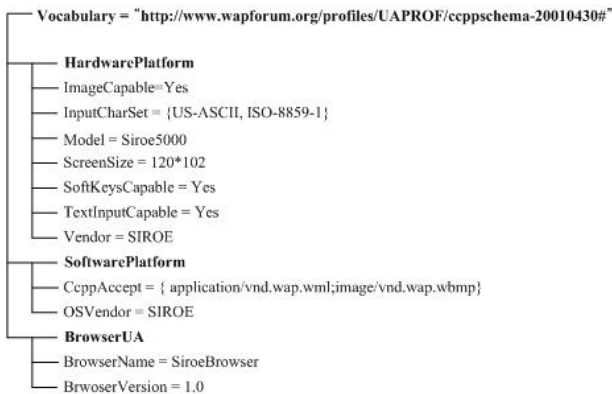 Vocabulary = "http://www.wapforum.org/profiles/UAPROF/ccppschema-20010430#"
HardwarePlatform
ImageCapable=Yes
InputCharSet = {US-ASCII, ISO-8859-1}
Model = Siroe5000
ScreenSize = 120*102
SoftKeysCapable = Yes
TextInputCapable = Yes
Vendor = SIROE
SoftwarePlatform
CcppAccept = { application/vnd.wap.wml;image/vnd.wap.wbmp}
OSVendor = SIROE
BrowserUA
BrowserName = SiroeBrowser
BrwoserVersion = 1.0